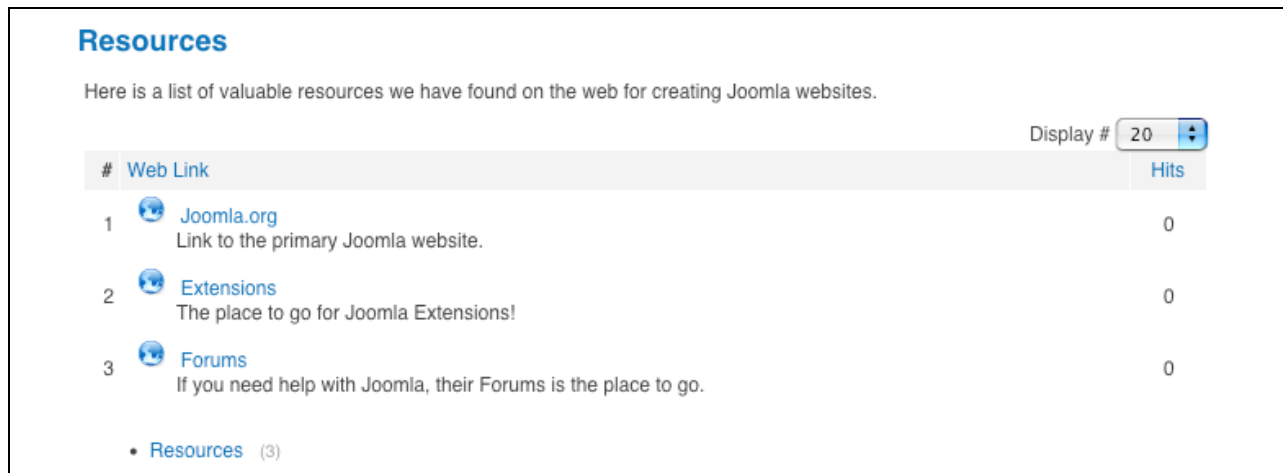 Resources
Here is a list of valuable resources we have found on the web for creating Joomla websites.
Display # 20
# Web Link Hits
1 Joomla.org 0
Link to the primary Joomla website.
2 Extensions 0
The place to go for Joomla Extensions!
3 Forums 0
If you need help with Joomla, their Forums is the place to go.
• Resources (3)